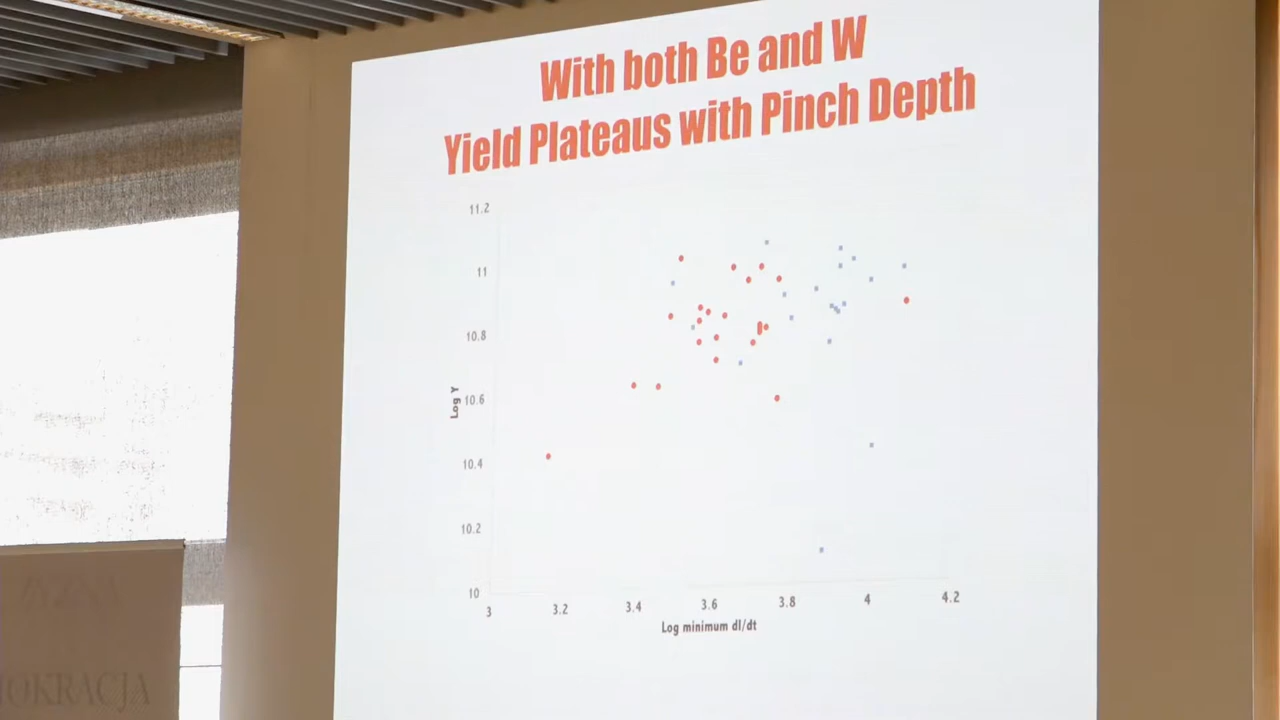 With both Be and W
Yield Plateaus with Pinch Depth
11.2
11
10.8
10.6
10.4
10.2
10
Log Y
3
3.2
3.4
3.6
3.8
4
4.2
Log minimum dI/dt
OKRACJA